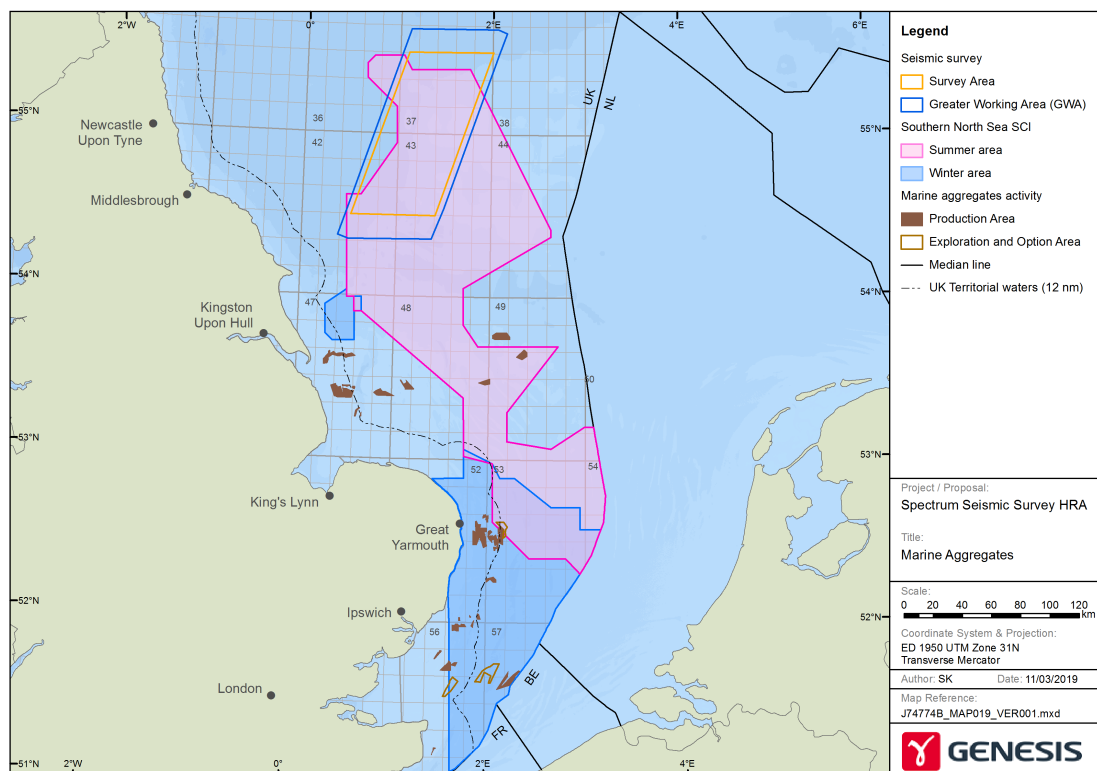 2°W
0°
2°E
4°E
6°E
55°N
55°N
UK
NL
36
37
38
42
43
44
Newcastle
Upon Tyne
Middlesbrough
54°N
54°N
47
48
49
Kingston
Upon Hull
50
53°N
53°N
52
53
54
King's Lynn
Great
Yarmouth
52°N
52°N
Ipswich
56
57
London
BE
FR
51°N
2°W
0°
2°E
4°E
Legend
Seismic survey
Survey Area
Greater Working Area (GWA)
Southern North Sea SCI
Summer area
Winter area
Marine aggregates activity
Production Area
Exploration and Option Area
Median line
UK Territorial waters (12 nm)
Project / Proposal:
Spectrum Seismic Survey HRA
Title:
Marine Aggregates
Scale:
0 20 40 60 80 100 120
km
Coordinate System & Projection:
ED 1950 UTM Zone 31N
Transverse Mercator
Author: SK Date: 11/03/2019
Map Reference:
J74774B_MAP019_VER001.mxd
GENESIS